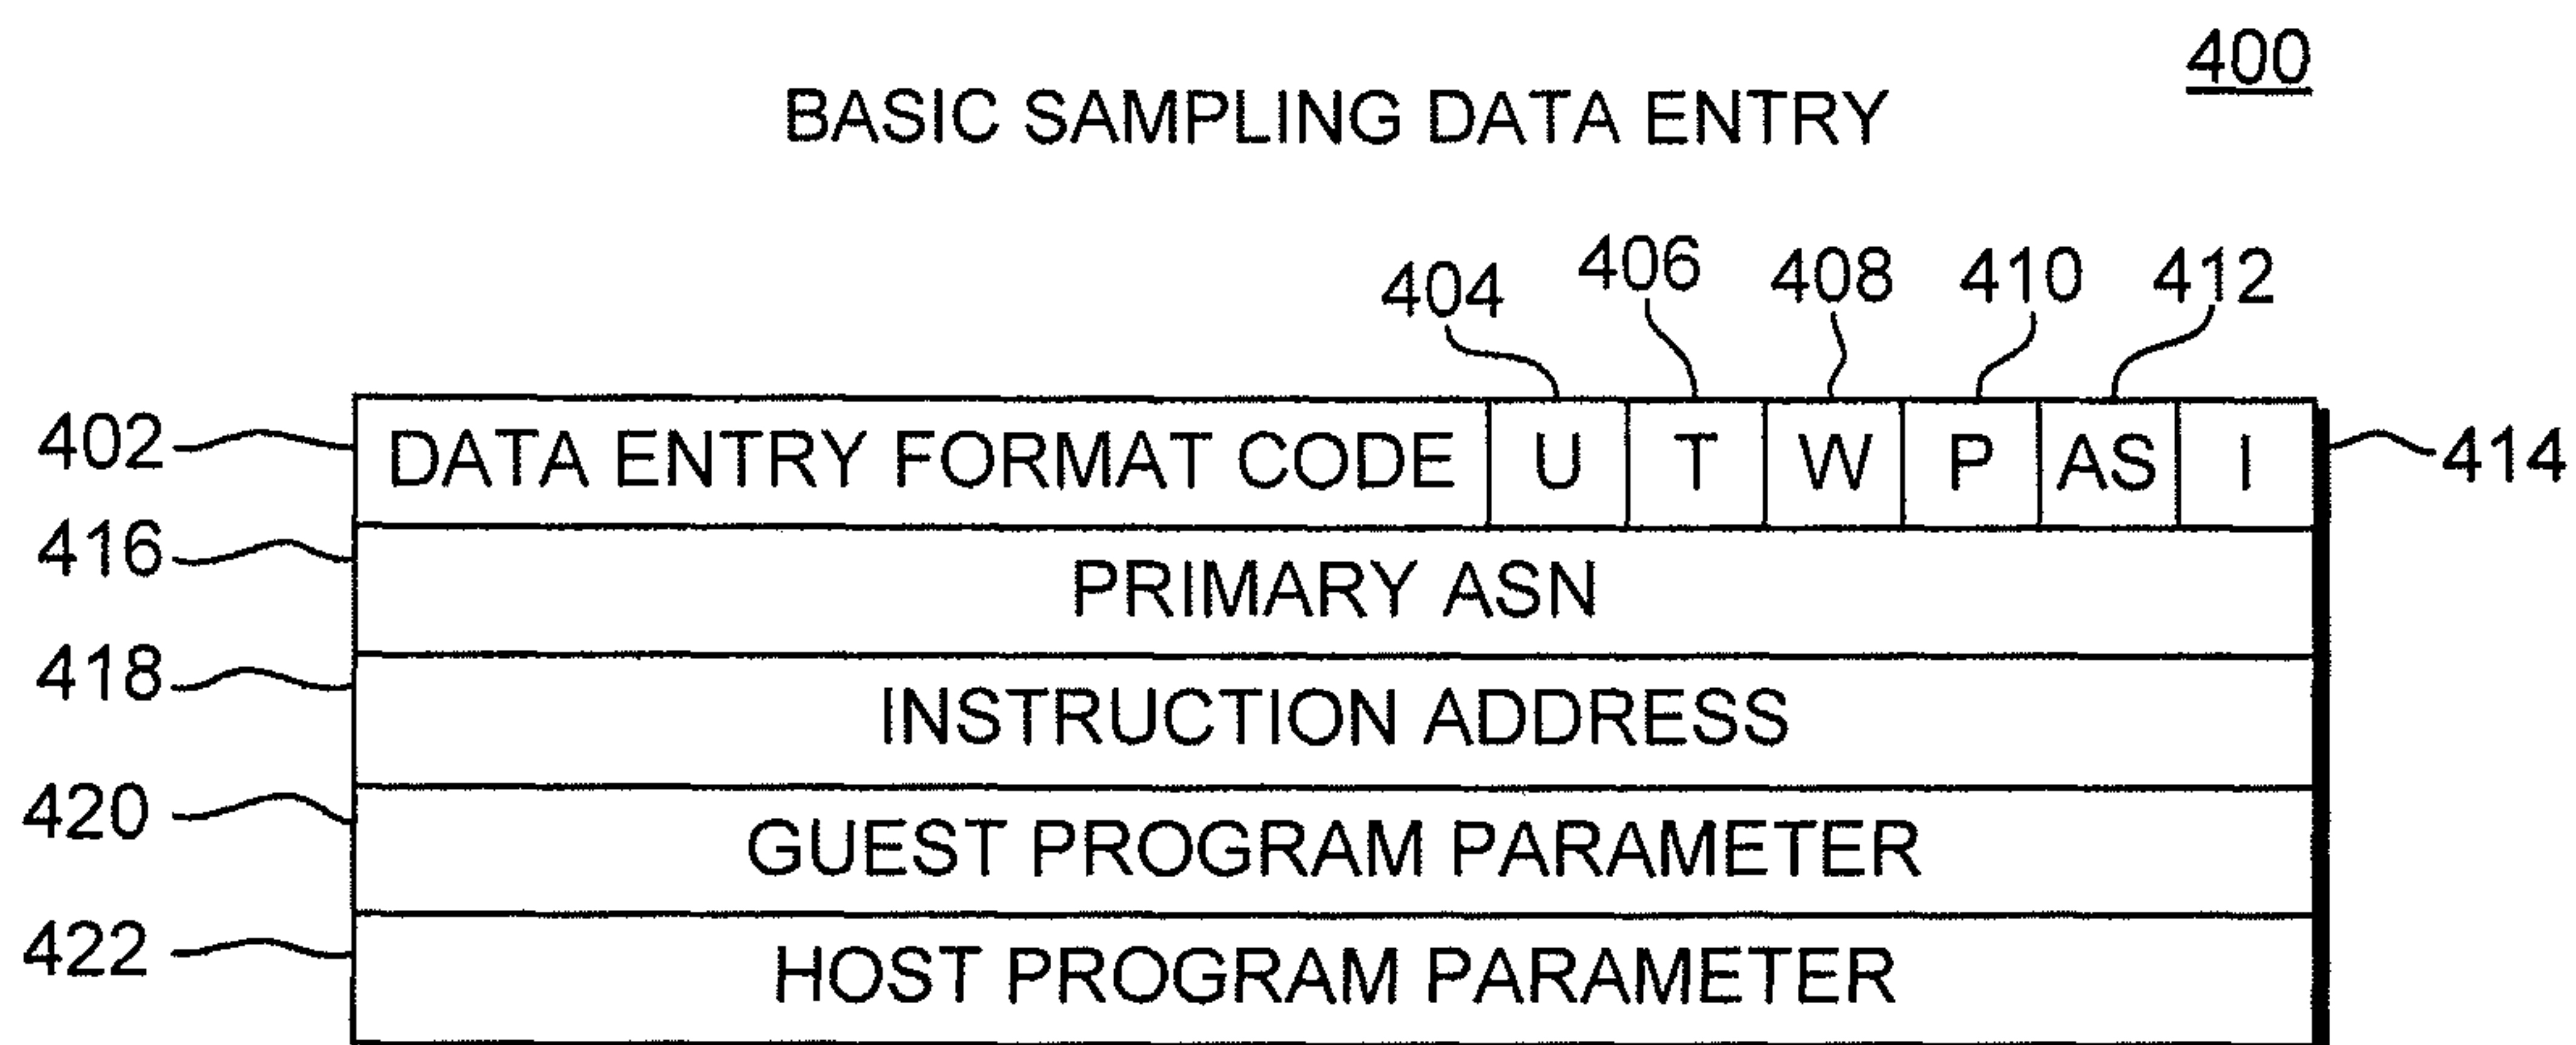 400
BASIC SAMPLING DATA ENTRY
404 406 408 410 412
402 DATA ENTRY FORMAT CODE U T W P AS I 414
416 PRIMARY ASN
418 INSTRUCTION ADDRESS
420 GUEST PROGRAM PARAMETER
422 HOST PROGRAM PARAMETER